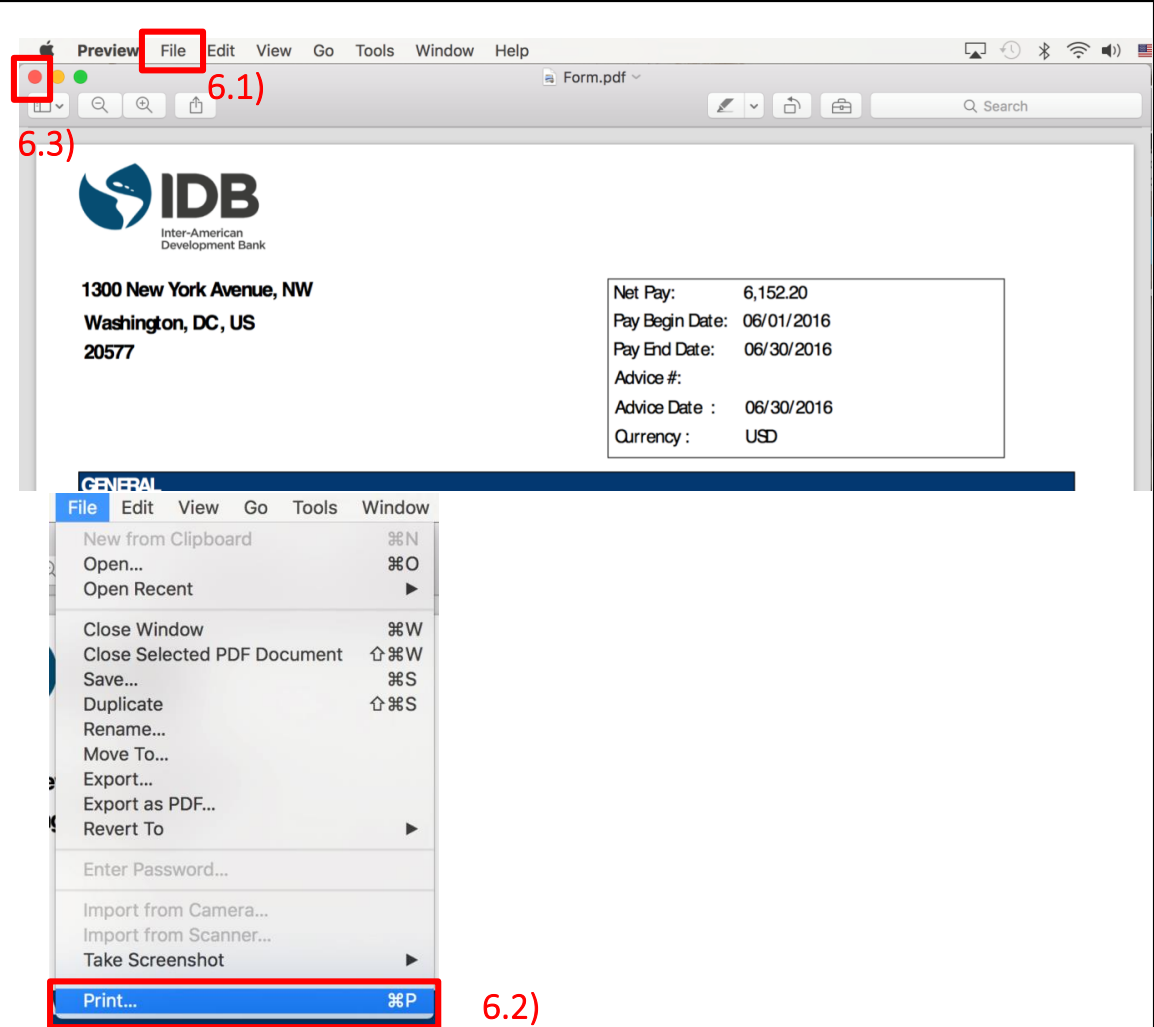 Preview File Edit View Go Tools Window Help
6.1)
Form.pdf
Search
6.3)
IDB
Inter-American
Development Bank
1300 New York Avenue, NW
Washington, DC, US
20577
Net Pay: 6,152.20
Pay Begin Date: 06/01/2016
Pay End Date: 06/30/2016
Advice #:
Advice Date : 06/30/2016
Currency : USD
GENERAL
File Edit View Go Tools Window
New from Clipboard ⌘N
Open... ⌘O
Open Recent ▶
Close Window ⌘W
Close Selected PDF Document ⇧⌘W
Save... ⌘S
Duplicate ⇧⌘S
Rename...
Move To...
Export...
Export as PDF...
Revert To ▶
Enter Password...
Import from Camera...
Import from Scanner...
Take Screenshot ▶
Print... ⌘P
6.2)